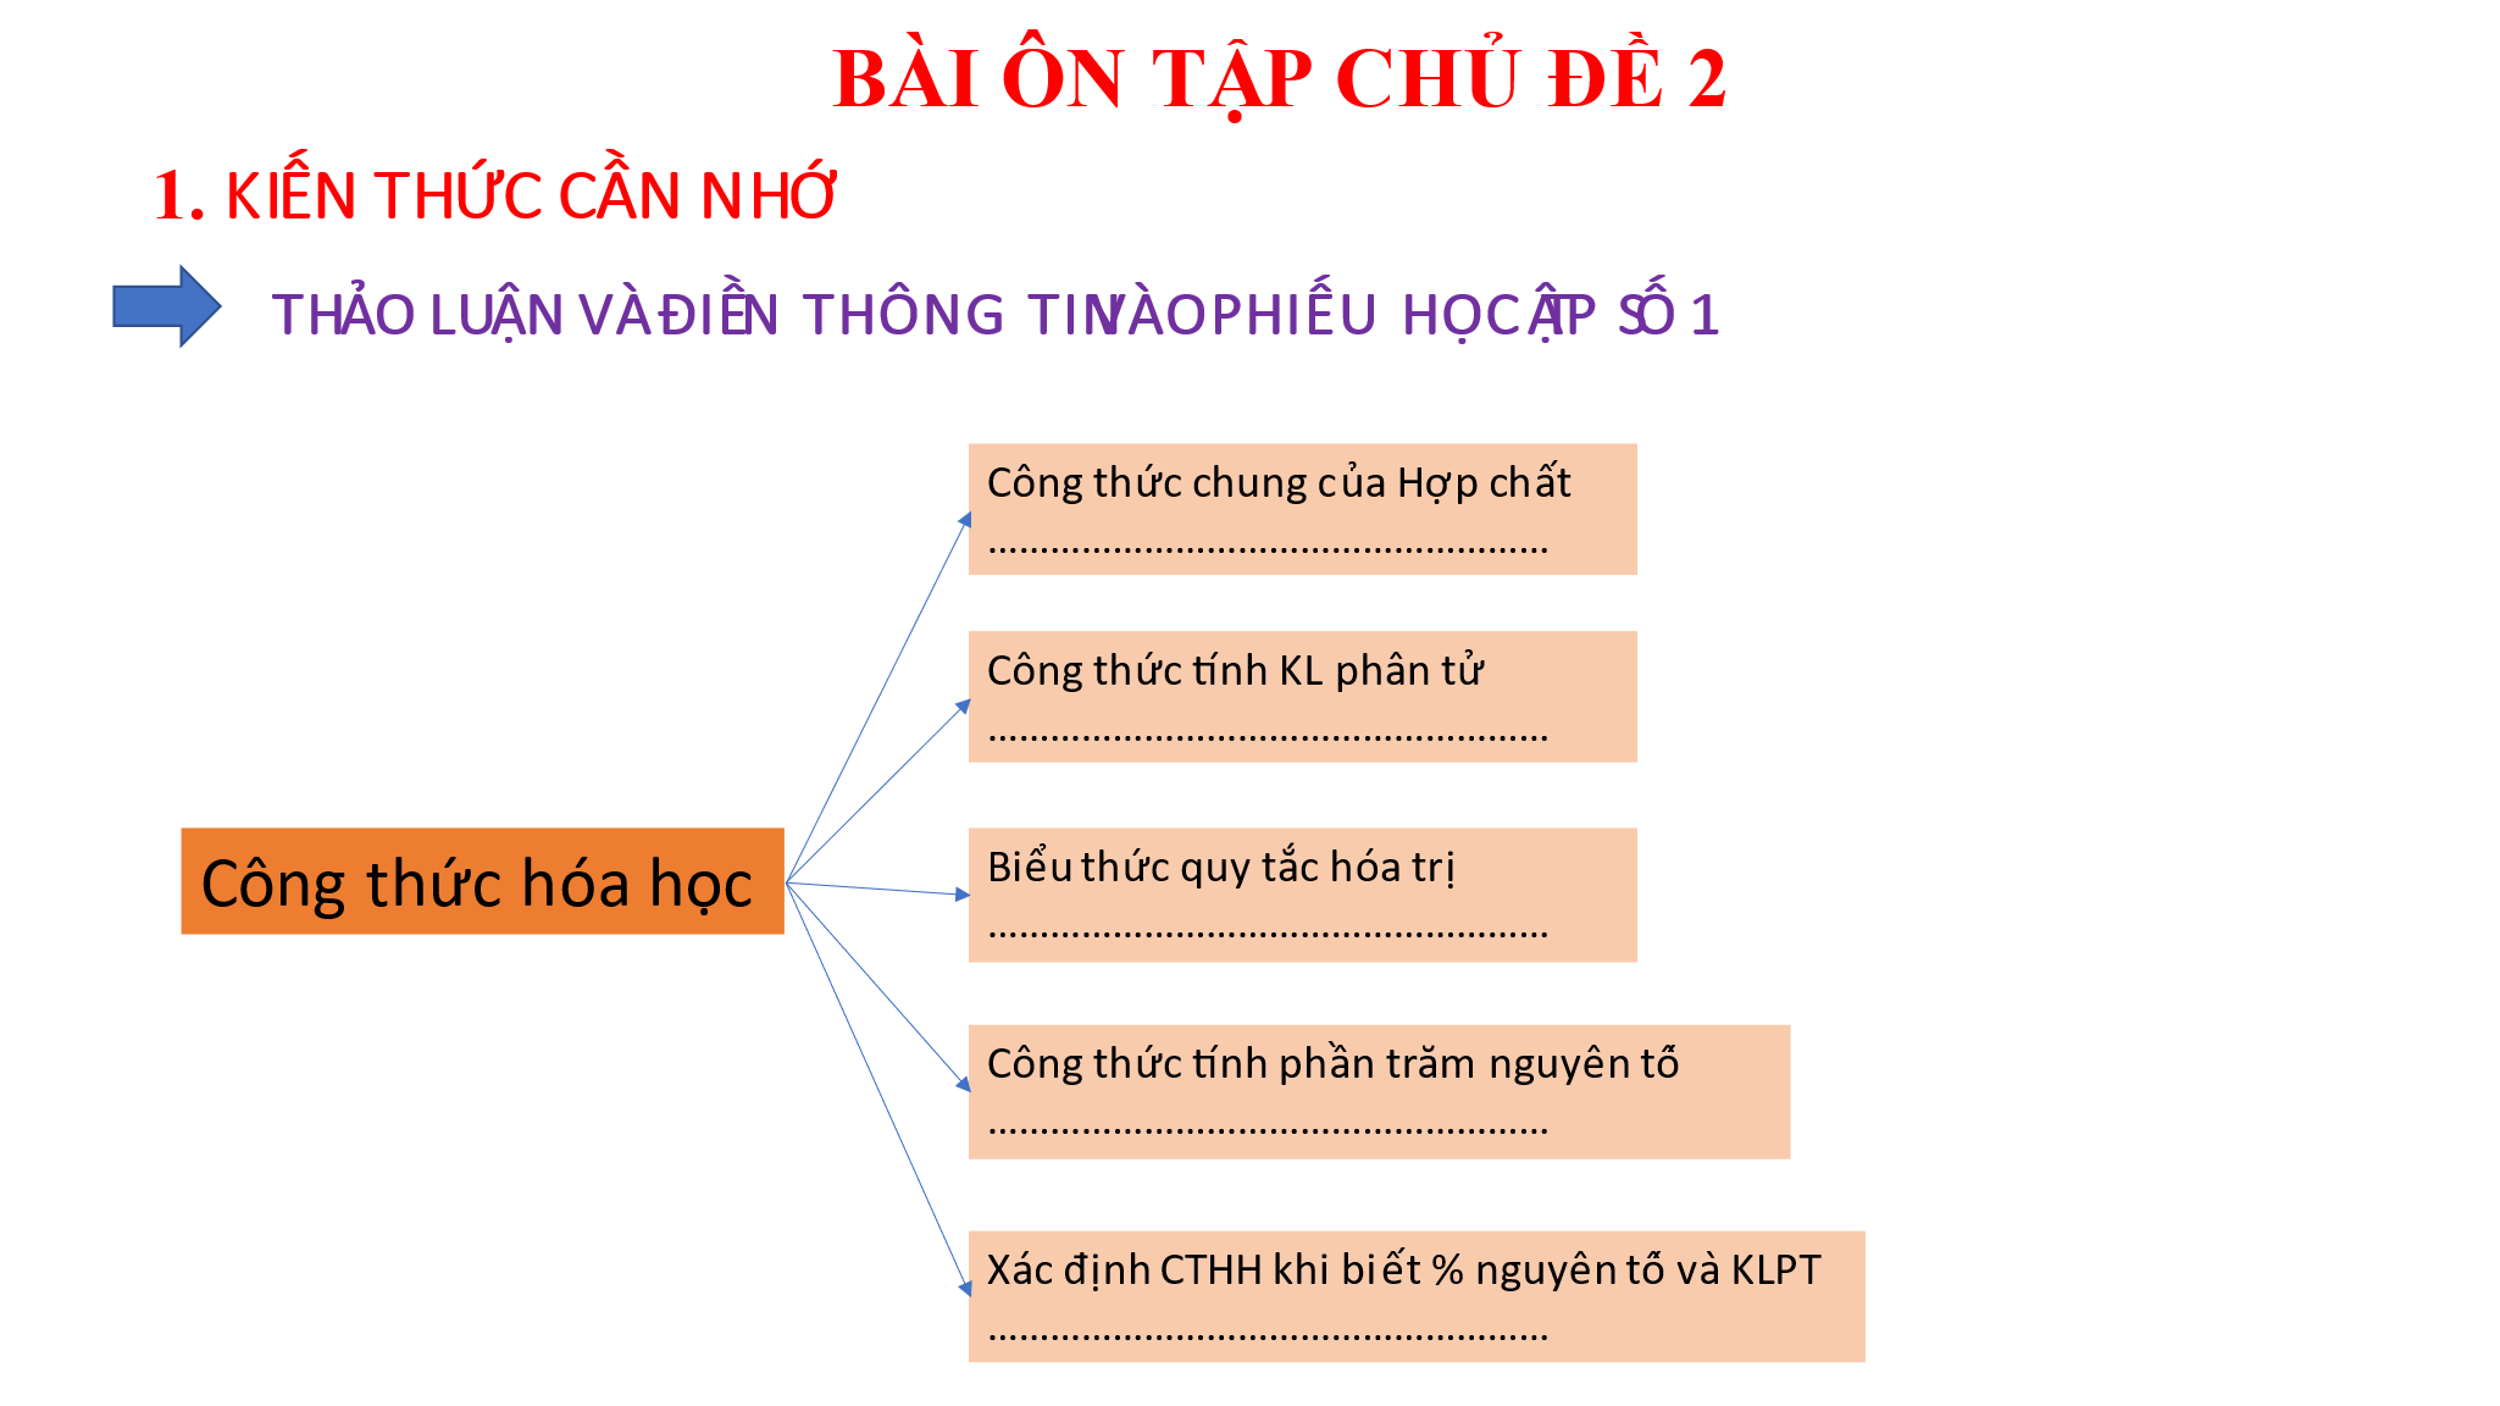 BÀI ÔN TẬP CHỦ ĐỀ 2
1. KIẾN THỨC CẦN NHỚ
THẢO LUẬN VÀ ĐIỀN THÔNG TIN VÀO PHIẾU HỌC TẬP SỐ 1
Công thức chung của Hợp chất
......................................................
Công thức tính KL phân tử
......................................................
Biểu thức quy tắc hóa trị
......................................................
Công thức hóa học
Công thức tính phần trăm nguyên tố
......................................................
Xác định CTHH khi biết % nguyên tố và KLPT
......................................................